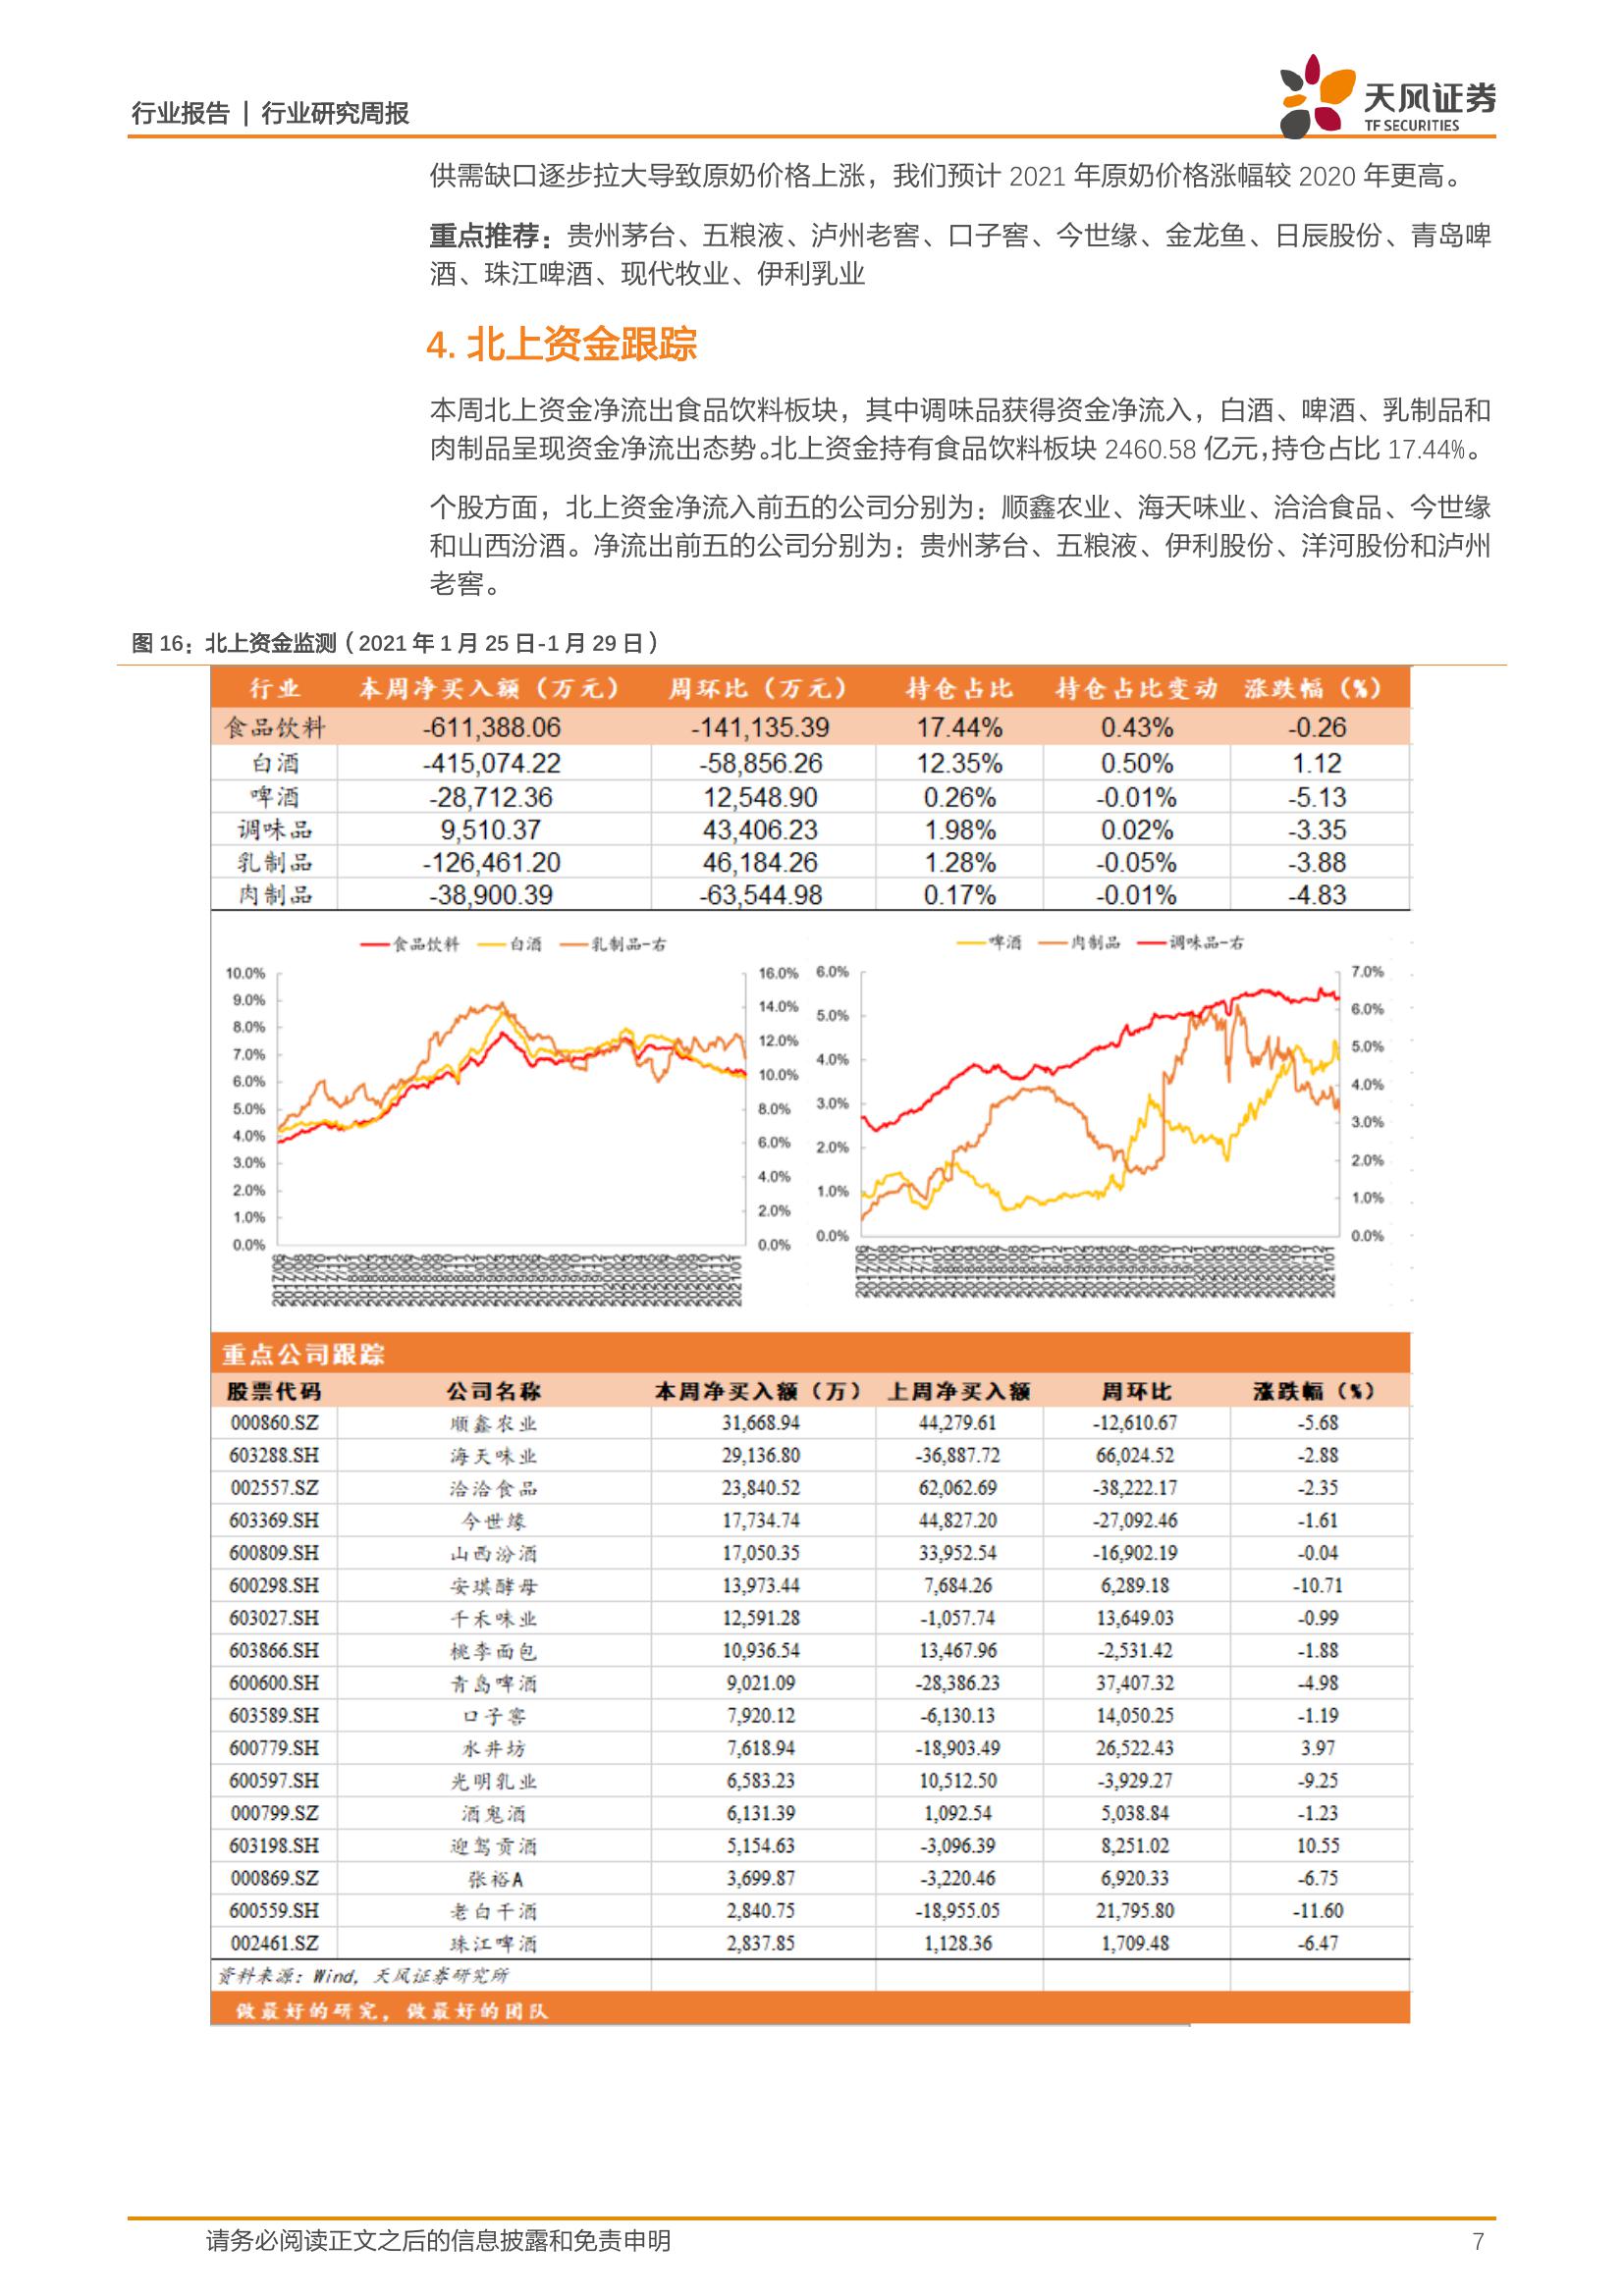 行业报告 | 行业研究周报
天风证券
TF SECURITIES
供需缺口逐步拉大导致原奶价格上涨，我们预计 2021 年原奶价格涨幅较 2020 年更高。
重点推荐：贵州茅台、五粮液、泸州老窖、口子窖、今世缘、金龙鱼、日辰股份、青岛啤
酒、珠江啤酒、现代牧业、伊利乳业
4. 北上资金跟踪
本周北上资金净流出食品饮料板块，其中调味品获得资金净流入，白酒、啤酒、乳制品和
肉制品呈现资金净流出态势。北上资金持有食品饮料板块 2460.58 亿元，持仓占比 17.44%。
个股方面，北上资金净流入前五的公司分别为：顺鑫农业、海天味业、洽洽食品、今世缘
和山西汾酒。净流出前五的公司分别为：贵州茅台、五粮液、伊利股份、洋河股份和泸州
老窖。
图 16：北上资金监测（2021 年 1 月 25 日-1 月 29 日）
行业 本周净买入额（万元） 周环比（万元） 持仓占比 持仓占比变动 涨跌幅（%）
食品饮料 -611,388.06 -141,135.39 17.44% 0.43% -0.26
白酒 -415,074.22 -58,856.26 12.35% 0.50% 1.12
啤酒 -28,712.36 12,548.90 0.26% -0.01% -5.13
调味品 9,510.37 43,406.23 1.98% 0.02% -3.35
乳制品 -126,461.20 46,184.26 1.28% -0.05% -3.88
肉制品 -38,900.39 -63,544.98 0.17% -0.01% -4.83
食品饮料 白酒 乳制品-右
10.0% 16.0%
9.0% 14.0%
8.0% 12.0%
7.0% 10.0%
6.0% 8.0%
5.0% 6.0%
4.0% 4.0%
3.0% 2.0%
2.0% 0.0%
1.0%
0.0%
啤酒 肉制品 调味品-右
6.0% 7.0%
5.0% 6.0%
4.0% 5.0%
3.0% 4.0%
2.0% 3.0%
1.0% 2.0%
0.0% 1.0%
0.0%
重点公司跟踪
股票代码 公司名称 本周净买入额（万） 上周净买入额 周环比 涨跌幅（%）
000860.SZ 顺鑫农业 31,668.94 44,279.61 -12,610.67 -5.68
603288.SH 海天味业 29,136.80 -36,887.72 66,024.52 -2.88
002557.SZ 洽洽食品 23,840.52 62,062.69 -38,222.17 -2.35
603369.SH 今世缘 17,734.74 44,827.20 -27,092.46 -1.61
600809.SH 山西汾酒 17,050.35 33,952.54 -16,902.19 -0.04
600298.SH 安琪酵母 13,973.44 7,684.26 6,289.18 -10.71
603027.SH 千禾味业 12,591.28 -1,057.74 13,649.03 -0.99
603866.SH 桃李面包 10,936.54 13,467.96 -2,531.42 -1.88
600600.SH 青岛啤酒 9,021.09 -28,386.23 37,407.32 -4.98
603589.SH 口子窖 7,920.12 -6,130.13 14,050.25 -1.19
600779.SH 水井坊 7,618.94 -18,903.49 26,522.43 3.97
600597.SH 光明乳业 6,583.23 10,512.50 -3,929.27 -9.25
000799.SZ 酒鬼酒 6,131.39 1,092.54 5,038.84 -1.23
603198.SH 迎驾贡酒 5,154.63 -3,096.39 8,251.02 10.55
000869.SZ 张裕A 3,699.87 -3,220.46 6,920.33 -6.75
600559.SH 老白干酒 2,840.75 -18,955.05 21,795.80 -11.60
002461.SZ 珠江啤酒 2,837.85 1,128.36 1,709.48 -6.47
资料来源：Wind，天风证券研究所
做最好的研究，做最好的团队
请务必阅读正文之后的信息披露和免责申明 7